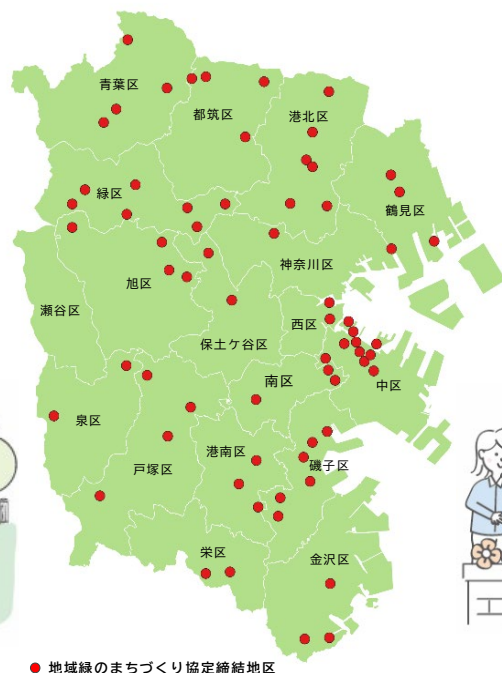 青葉区
都筑区
港北区
緑区
鶴見区
神奈川区
旭区
瀬谷区
西区
保土ケ谷区
南区
中区
泉区
港南区
磯子区
戸塚区
栄区
金沢区
地域緑のまちづくり協定締結地区